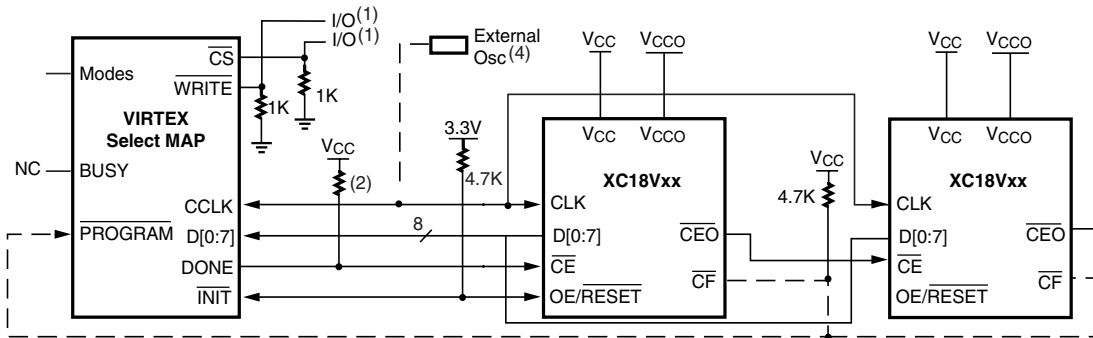 I/O(1)
I/O(1)
External
Osc(4)
VCC
VCCO
VCC
VCCO
Modes
CS
WRITE
1K
1K
VIRTEX
Select MAP
3.3V
VCC
VCCO
VCC
VCCO
NC
BUSY
VCC
(2)
4.7K
XC18Vxx
VCC
4.7K
XC18Vxx
CCLK
CLK
CLK
PROGRAM
D[0:7]
8
D[0:7]
CEO
D[0:7]
CEO
DONE
CE
CF
CE
CF
INIT
OE/RESET
OE/RESET